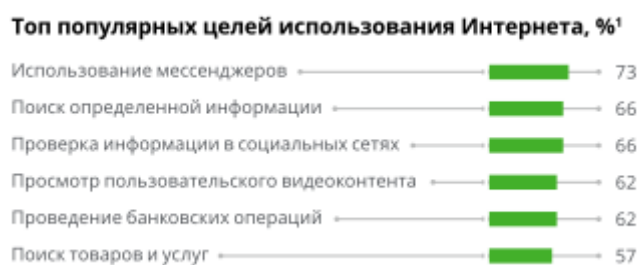 Топ популярных целей использования Интернета, %¹
Использование мессенджеров 73
Поиск определенной информации 66
Проверка информации в социальных сетях 66
Просмотр пользовательского видеоконтента 62
Проведение банковских операций 62
Поиск товаров и услуг 57